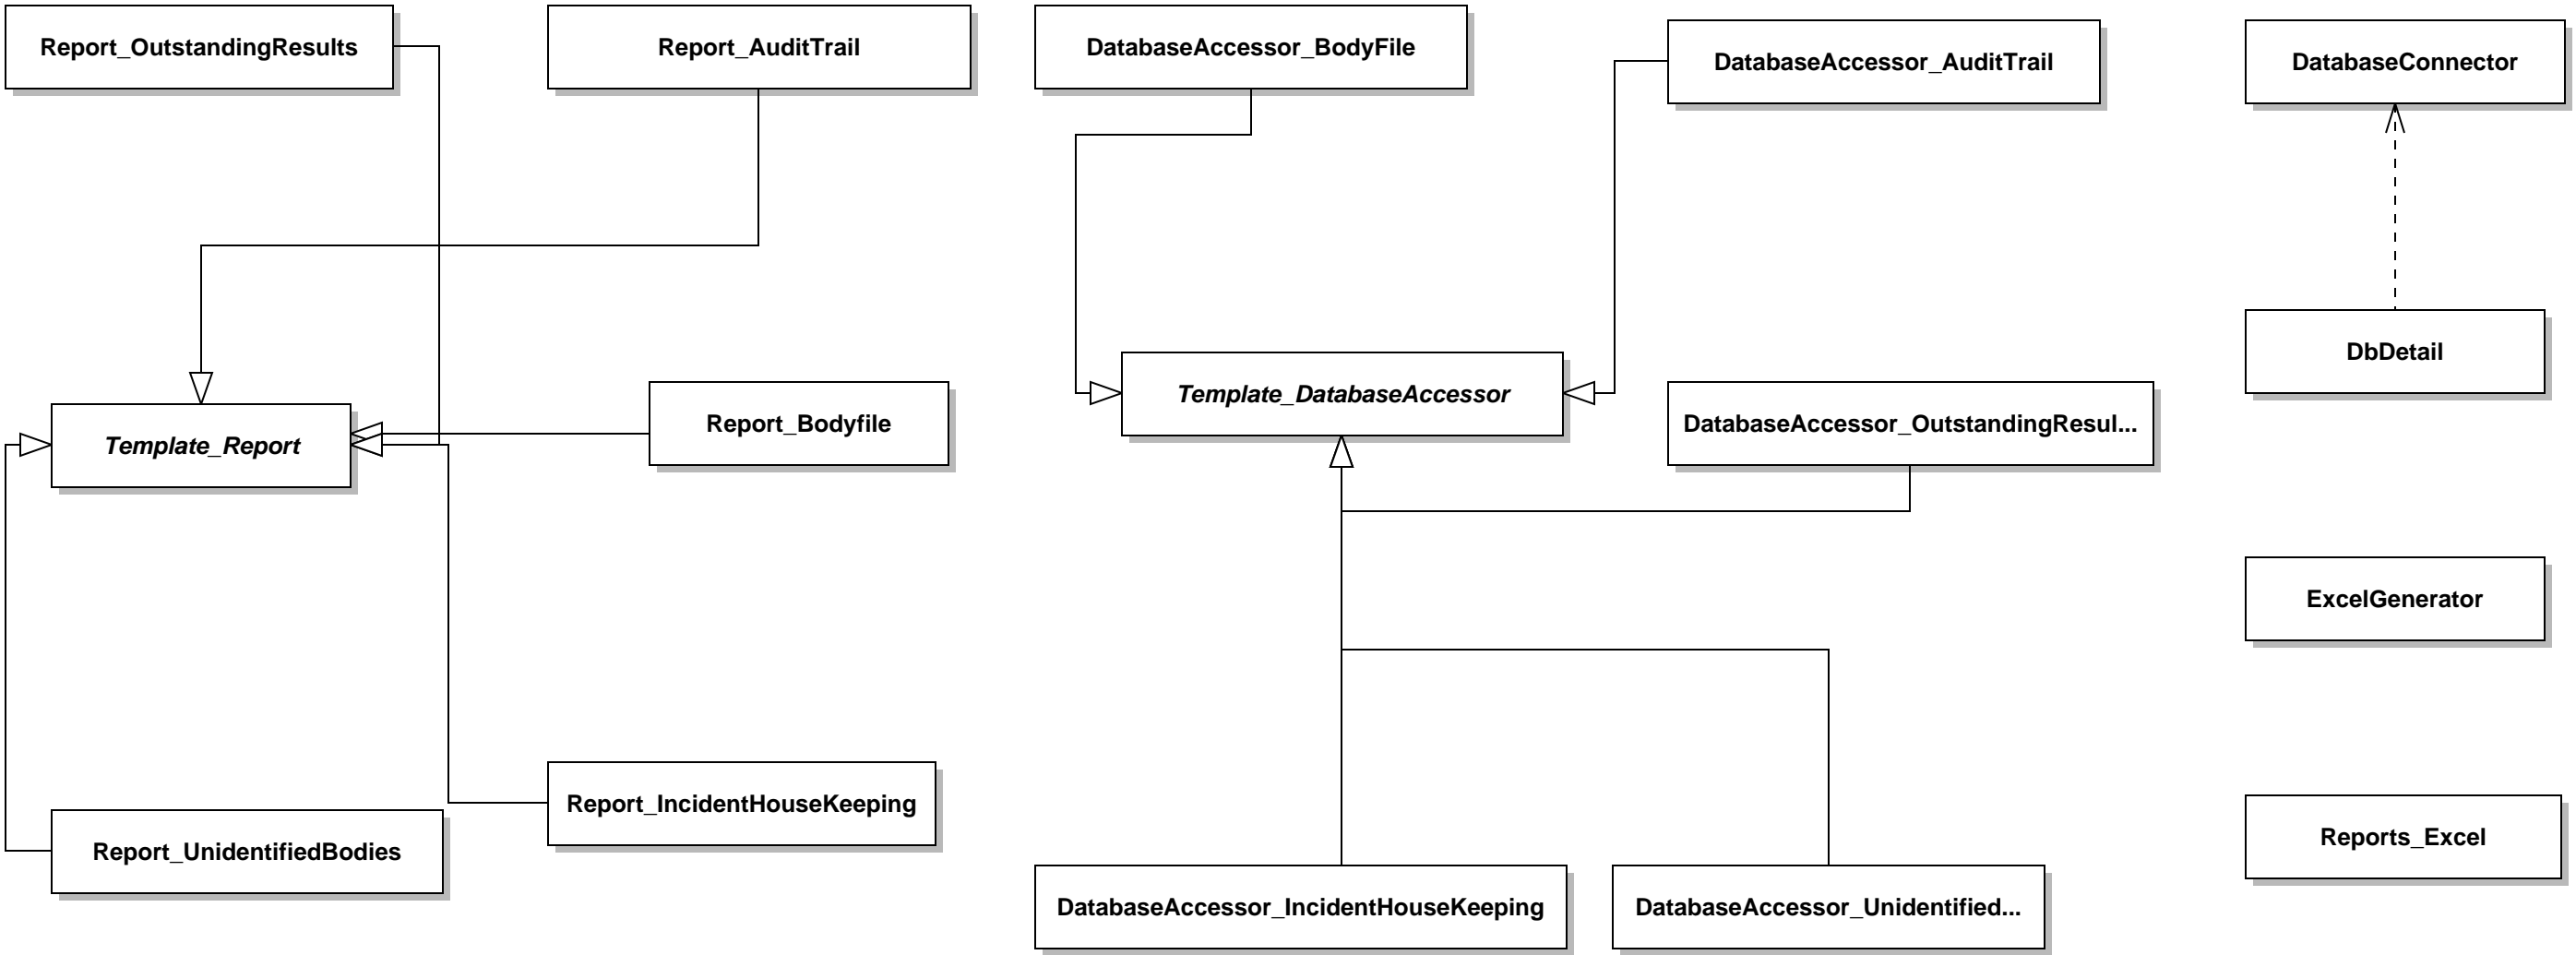 Report_OutstandingResults
Report_AuditTrail
DatabaseAccessor_BodyFile
DatabaseAccessor_AuditTrail
DatabaseConnector
DbDetail
Template_DatabaseAccessor
Report_Bodyfile
DatabaseAccessor_OutstandingResul...
Template_Report
ExcelGenerator
Report_IncidentHouseKeeping
Reports_Excel
Report_UnidentifiedBodies
DatabaseAccessor_IncidentHouseKeeping
DatabaseAccessor_Unidentified...